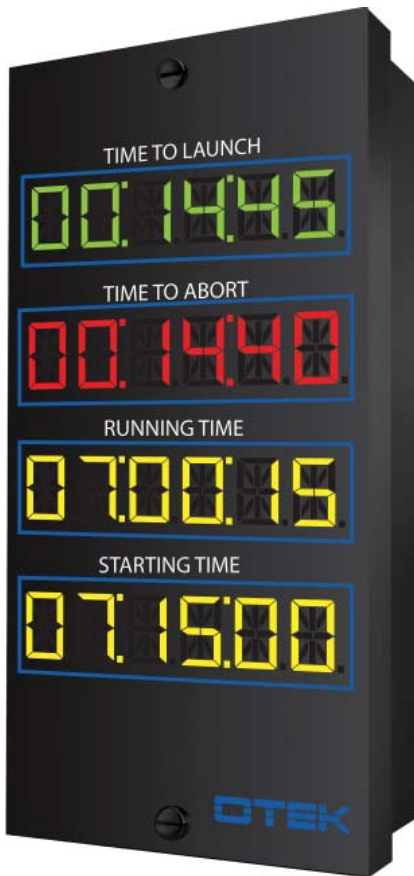 TIME TO LAUNCH
00:14:45
TIME TO ABORT
00:14:40
RUNNING TIME
07:00:15
STARTING TIME
07:15:00
OTEK